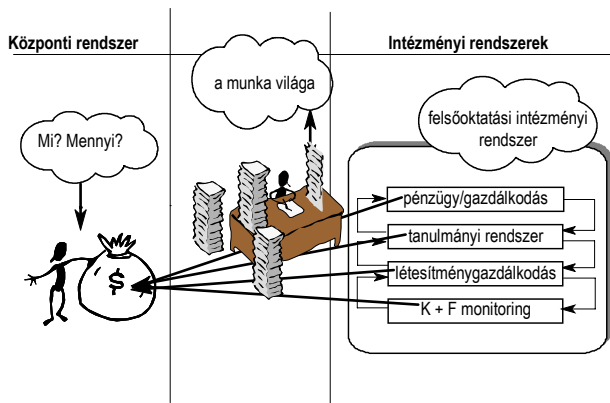 Központi rendszer
Intézményi rendszerek
a munka világa
felsőoktatási intézményi
rendszer
Mi? Mennyi?
pénzügy/gazdálkodás
tanulmányi rendszer
létesítménygazdálkodás
K + F monitoring
$